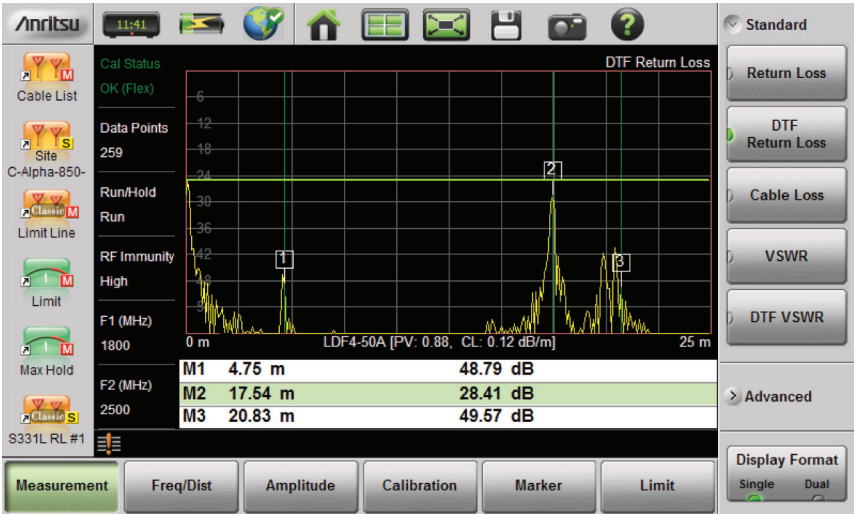 Anritsu
11:41
?
Standard
Cable List
M
Site
C-Alpha-850-
S
Classic M
Limit Line
M
Limit
M
Max Hold
Classic S
S331L RL #1
Cal Status
OK (Flex)
Data Points
259
Run/Hold
Run
RF Immunity
High
F1 (MHz)
1800
F2 (MHz)
2500
DTF Return Loss
6
12
18
24
30
36
42
1
2
3
0 m
LDF4-50A [PV: 0.88, CL: 0.12 dB/m]
25 m
M1 4.75 m 48.79 dB
M2 17.54 m 28.41 dB
M3 20.83 m 49.57 dB
Return Loss
DTF
Return Loss
Cable Loss
VSWR
DTF VSWR
Advanced
Display Format
Single Dual
Measurement
Freq/Dist
Amplitude
Calibration
Marker
Limit